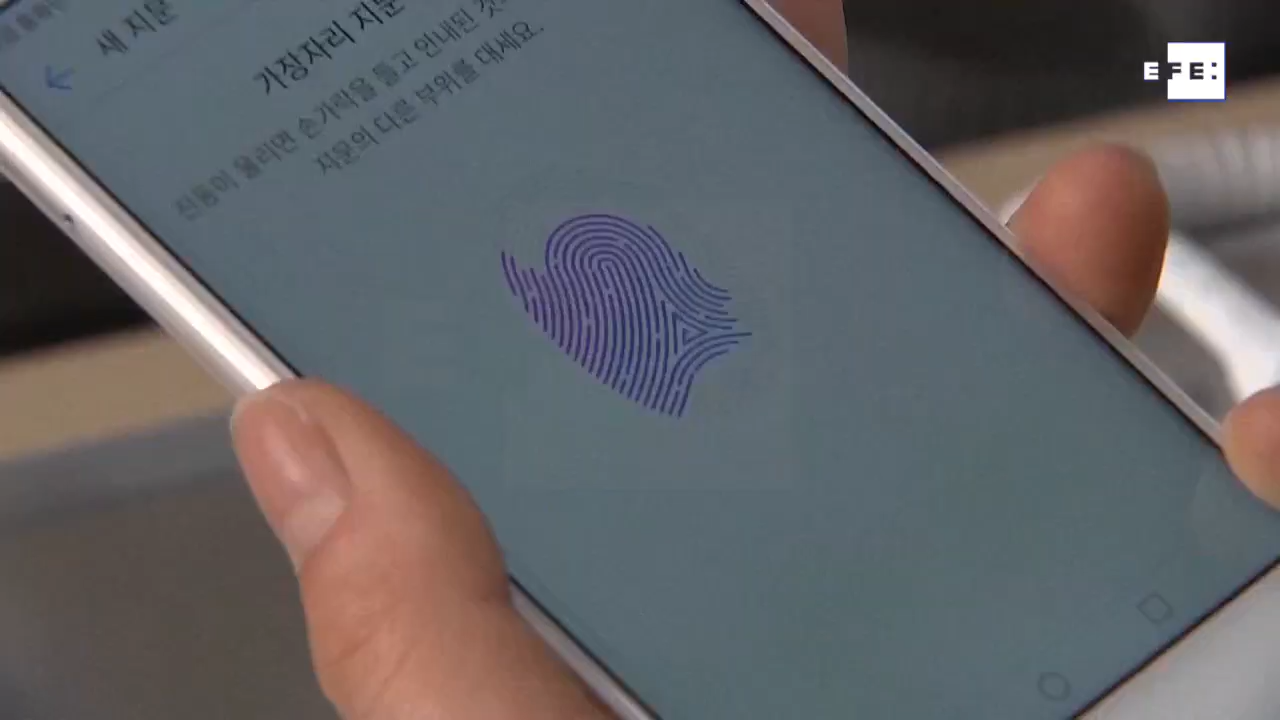 새 지문
가장자리 지문
진동이 울리면 손가락을 들고 안내된 것
지문의 다른 부위를 대세요.
EFE: